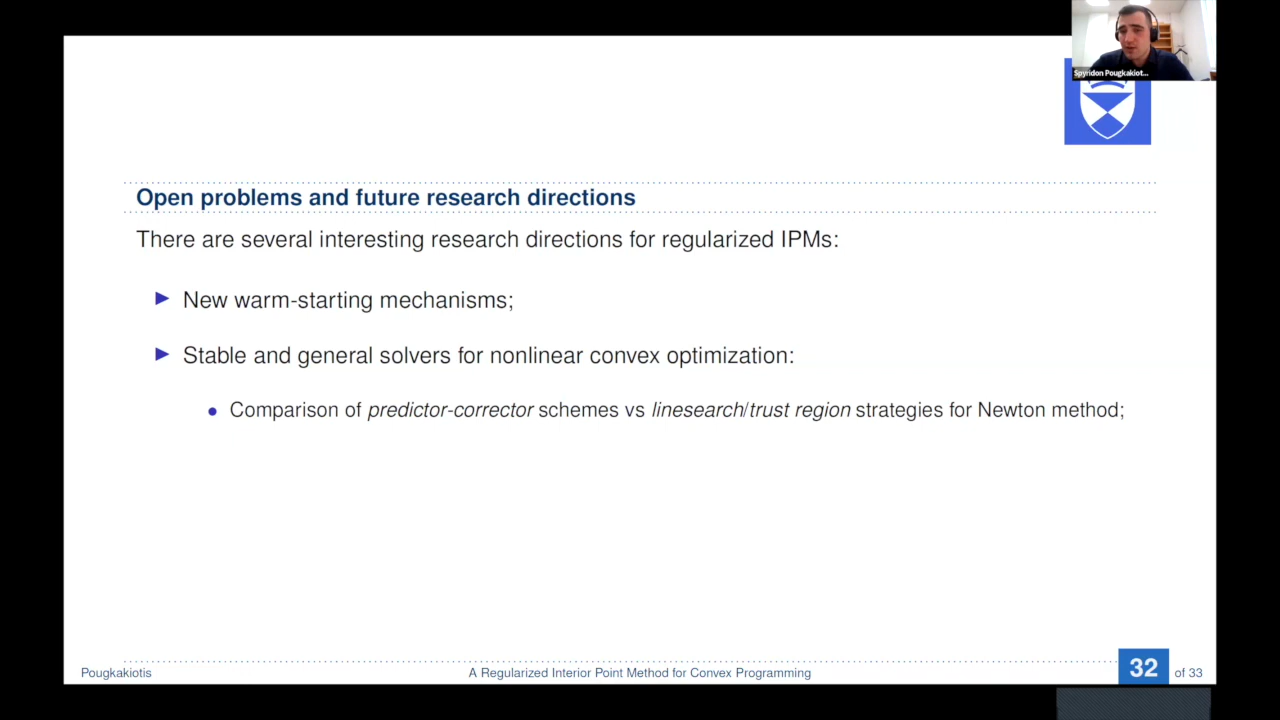 Spyridon Pougkakiot...
Open problems and future research directions
There are several interesting research directions for regularized IPMs:
New warm-starting mechanisms;
Stable and general solvers for nonlinear convex optimization:
Comparison of predictor-corrector schemes vs linesearch/trust region strategies for Newton method;
Pougkakiotis
A Regularized Interior Point Method for Convex Programming
32 of 33